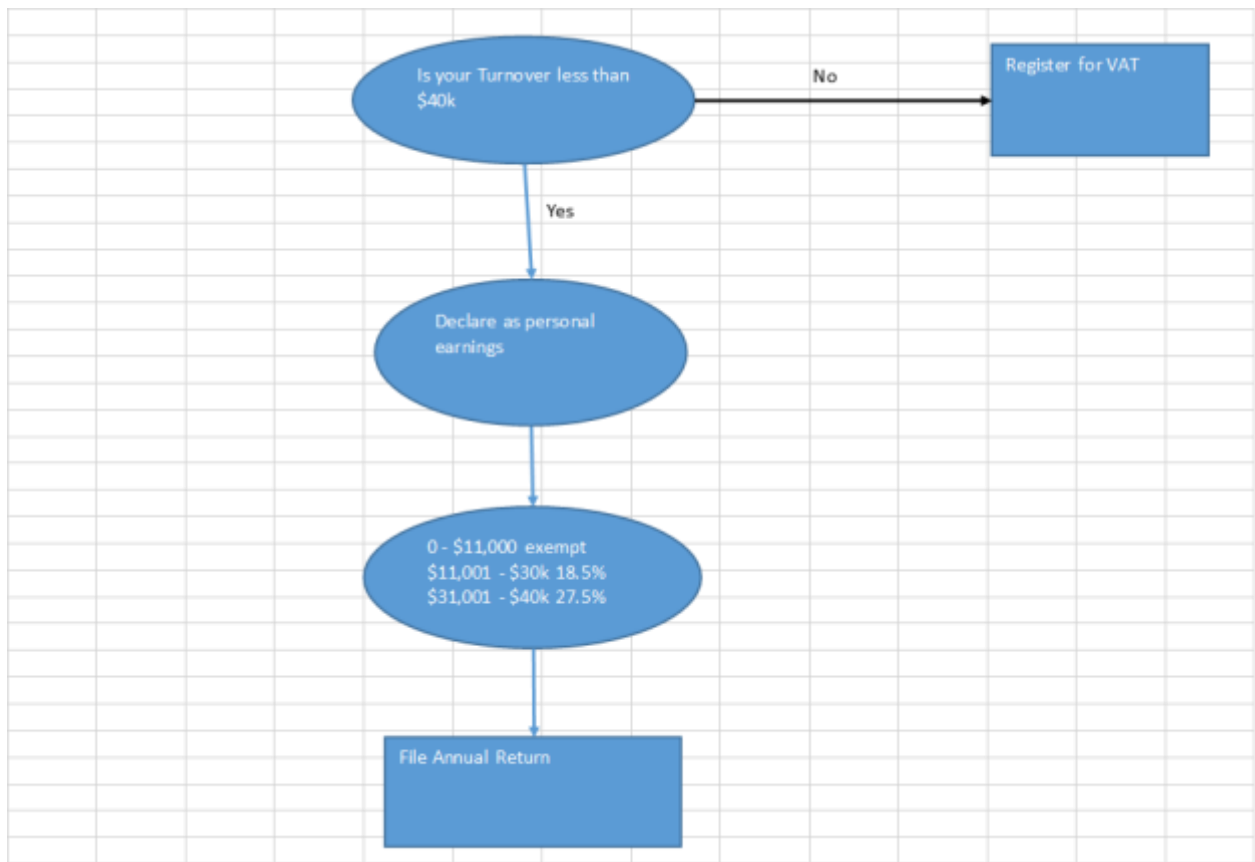 Is your Turnover less than
$40k
No
Register for VAT
Yes
Declare as personal
earnings
0 - $11,000 exempt
$11,001 - $30k 18.5%
$31,001 - $40k 27.5%
File Annual Return